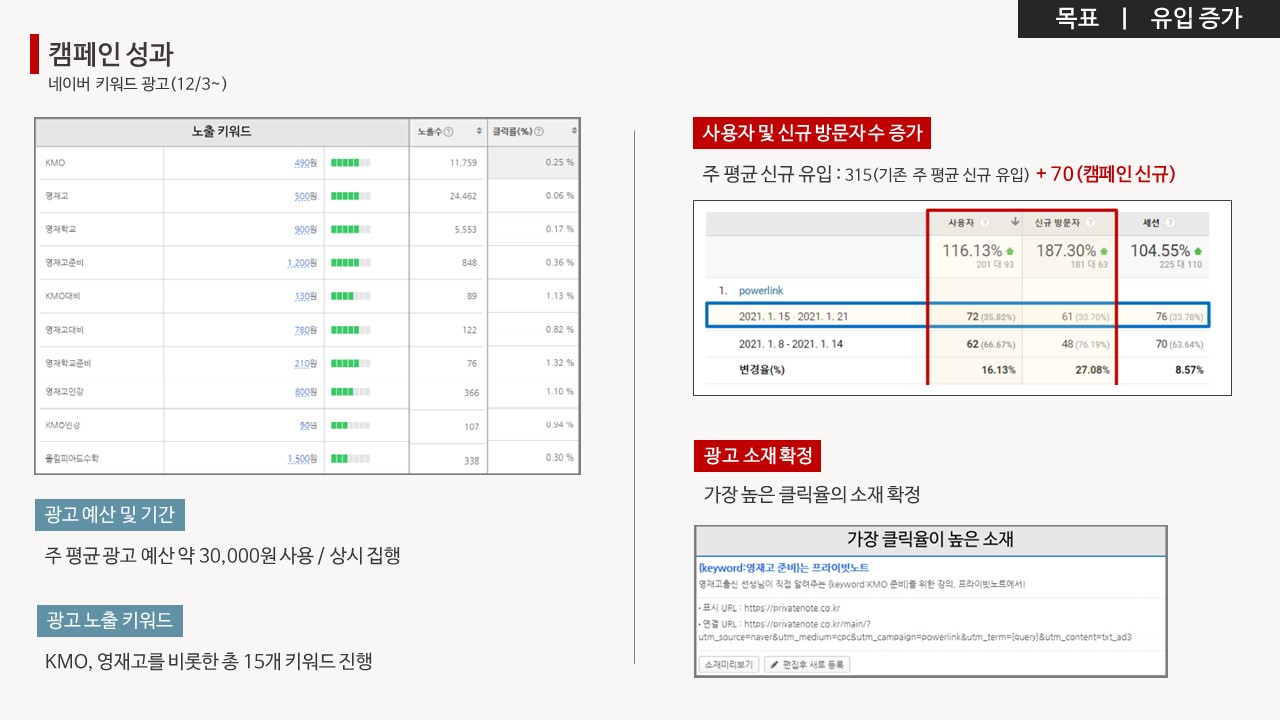 목표 | 유입 증가
캠페인 성과
네이버 키워드 광고(12/3~)
노출 키워드 노출수 클릭률(%)
KMO 490원 11,759 0.25 %
영재고 500원 24,462 0.06 %
영재학교 900원 5,553 0.17 %
영재고준비 1,200원 848 0.36 %
KMO대비 130원 89 1.13 %
영재고대비 780원 122 0.82 %
영재학교준비 210원 76 1.32 %
영재고인강 800원 366 1.10 %
KMO인강 90원 107 0.94 %
올림피아드수학 1,500원 338 0.30 %
광고 예산 및 기간
주 평균 광고 예산 약 30,000원 사용 / 상시 집행
광고 노출 키워드
KMO, 영재고를 비롯한 총 15개 키워드 진행
사용자 및 신규 방문자 수 증가
주 평균 신규 유입 : 315(기존 주 평균 신규 유입) + 70 (캠페인 신규)
사용자 ? ↓ 신규 방문자 ? 세션 ?
116.13% 187.30% 104.55%
201 대 93 181 대 63 225 대 110
1. powerlink
2021. 1. 15 - 2021. 1. 21 72 (35.82%) 61 (33.70%) 76 (33.78%)
2021. 1. 8 - 2021. 1. 14 62 (66.67%) 48 (76.19%) 70 (63.64%)
변경율(%) 16.13% 27.08% 8.57%
광고 소재 확정
가장 높은 클릭율의 소재 확정
가장 클릭율이 높은 소재
{keyword:영재고 준비}는 프라이빗노트
영재고출신 선생님이 직접 알려주는 {keyword:KMO 준비}를 위한 강의, 프라이빗노트에서!
• 표시 URL : https://privatenote.co.kr
• 연결 URL : https://privatenote.co.kr/main/?
utm_source=naver&utm_medium=cpc&utm_campaign=powerlink&utm_term={query}&utm_content=txt_ad3
소재미리보기 편집후 새로 등록